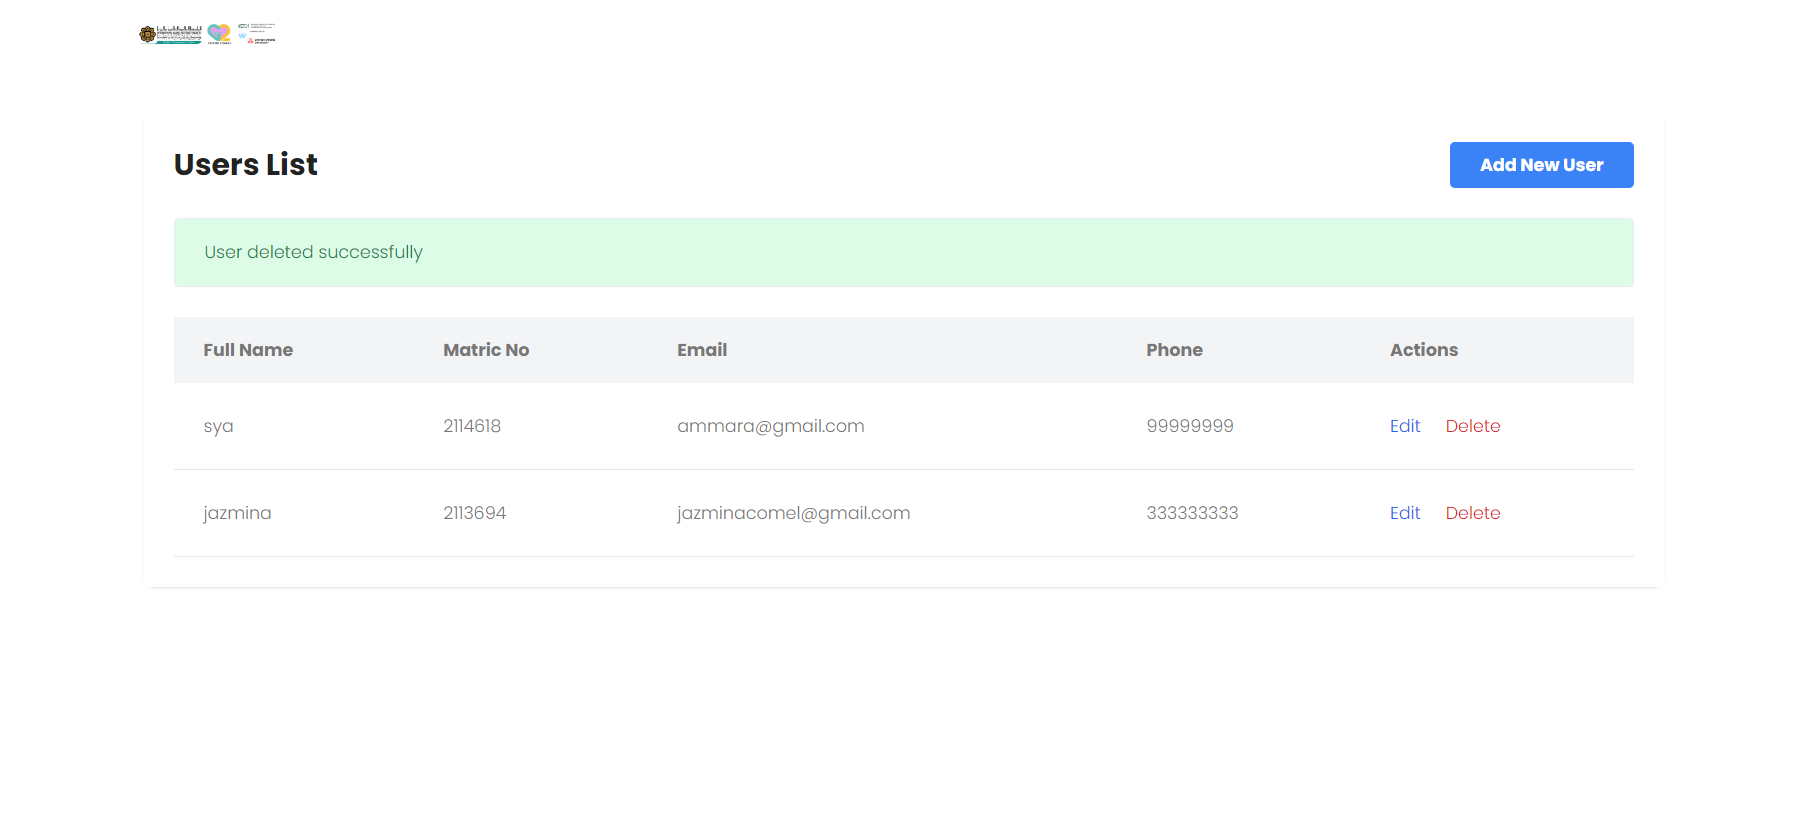 Users List
Add New User
User deleted successfully
Full Name Matric No Email Phone Actions
sya 2114618 ammara@gmail.com 99999999 Edit Delete
jazmina 2113694 jazminacomel@gmail.com 333333333 Edit Delete